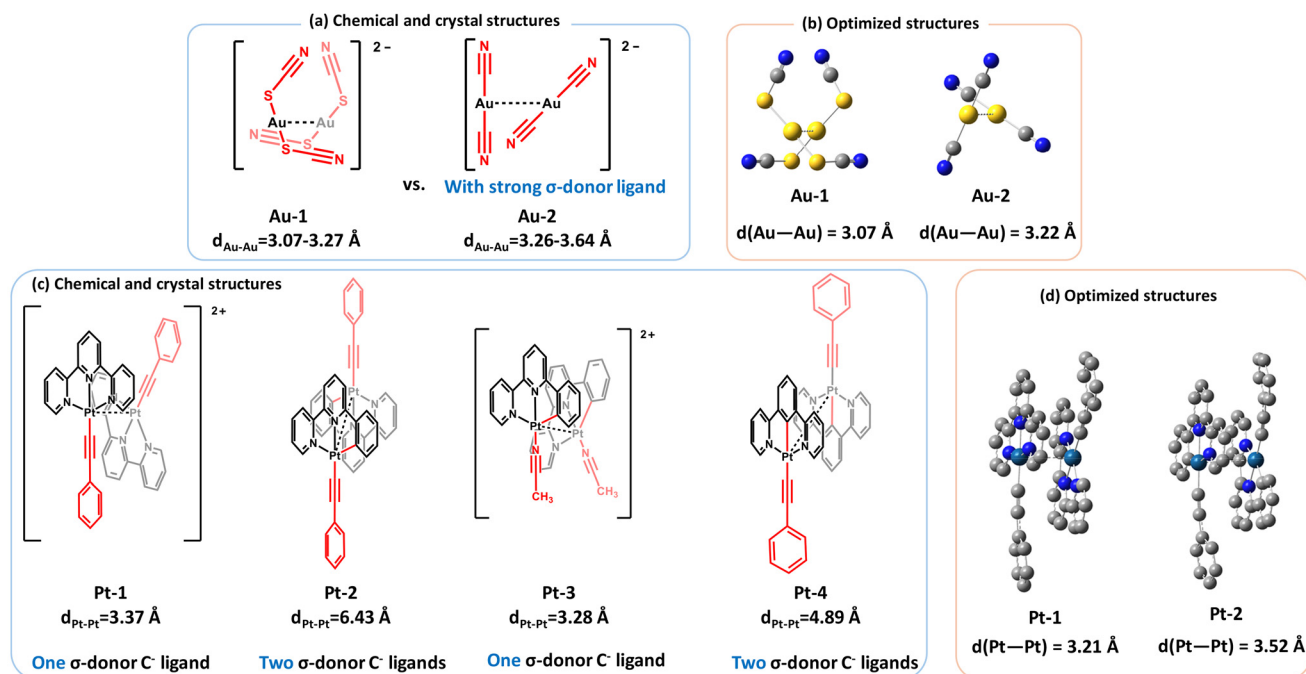 (a) Chemical and crystal structures
2 –
2 –
N
N
N
N
S
S
Au
Au
Au
Au
N
S
S
N
N
N
vs.
With strong σ-donor ligand
Au-1
Au-2
dAu-Au=3.07-3.27 Å
dAu-Au=3.26-3.64 Å
(b) Optimized structures
Au-1
Au-2
d(Au—Au) = 3.07 Å
d(Au—Au) = 3.22 Å
(c) Chemical and crystal structures
2+
N
N
N
N
Pt
Pt
N
N
Pt
N
N
N
N
Pt
2+
N
N
N
Pt
Pt
N
N
N
CH3
CH3
Pt
N
N
N
N
Pt
Pt-1
Pt-2
Pt-3
Pt-4
dPt-Pt=3.37 Å
dPt-Pt=6.43 Å
dPt-Pt=3.28 Å
dPt-Pt=4.89 Å
One σ-donor C- ligand
Two σ-donor C- ligands
One σ-donor C- ligand
Two σ-donor C- ligands
(d) Optimized structures
Pt-1
Pt-2
d(Pt—Pt) = 3.21 Å
d(Pt—Pt) = 3.52 Å